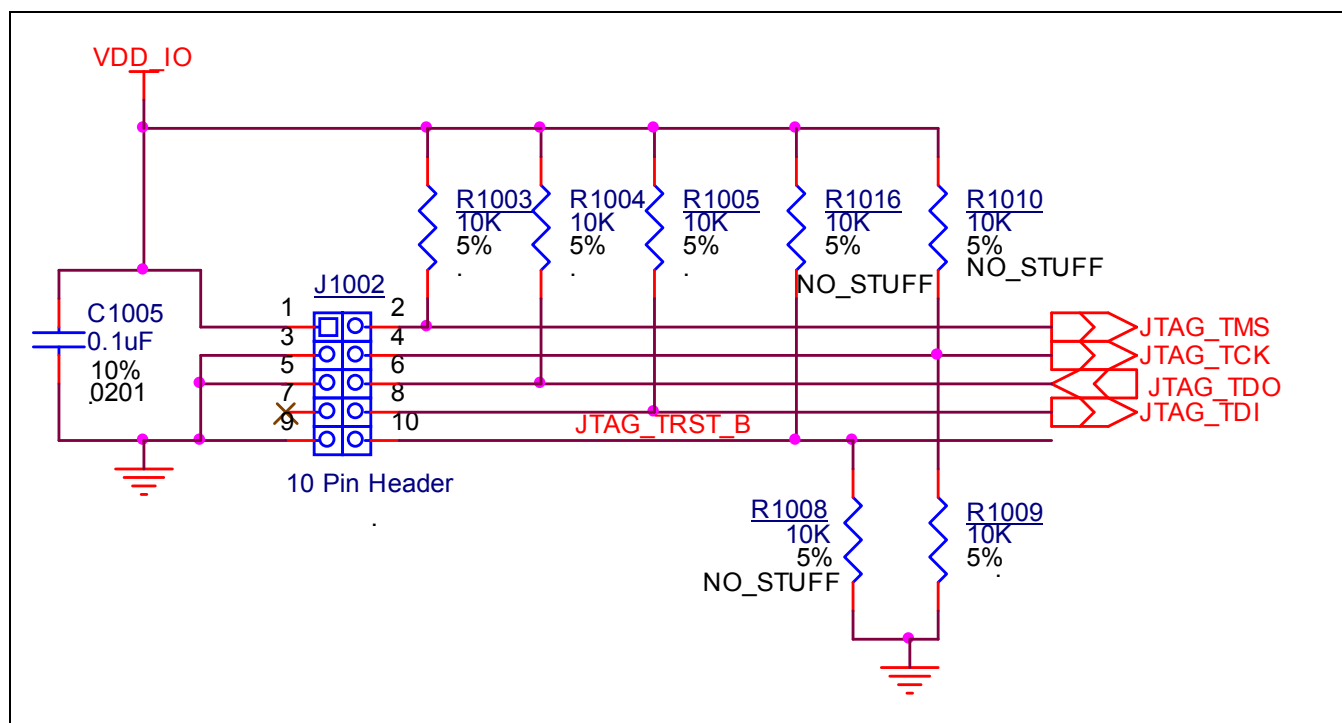 VDD_IO
R1003
10K
5%
.
R1004
10K
5%
.
R1005
10K
5%
.
R1016
10K
5%
NO_STUFF
R1010
10K
5%
NO_STUFF
C1005
0.1uF
10%
0201
.
J1002
1
2
3
4
5
6
7
8
9
10
10 Pin Header
.
JTAG_TMS
JTAG_TCK
JTAG_TDO
JTAG_TDI
JTAG_TRST_B
R1008
10K
5%
NO_STUFF
R1009
10K
5%
.